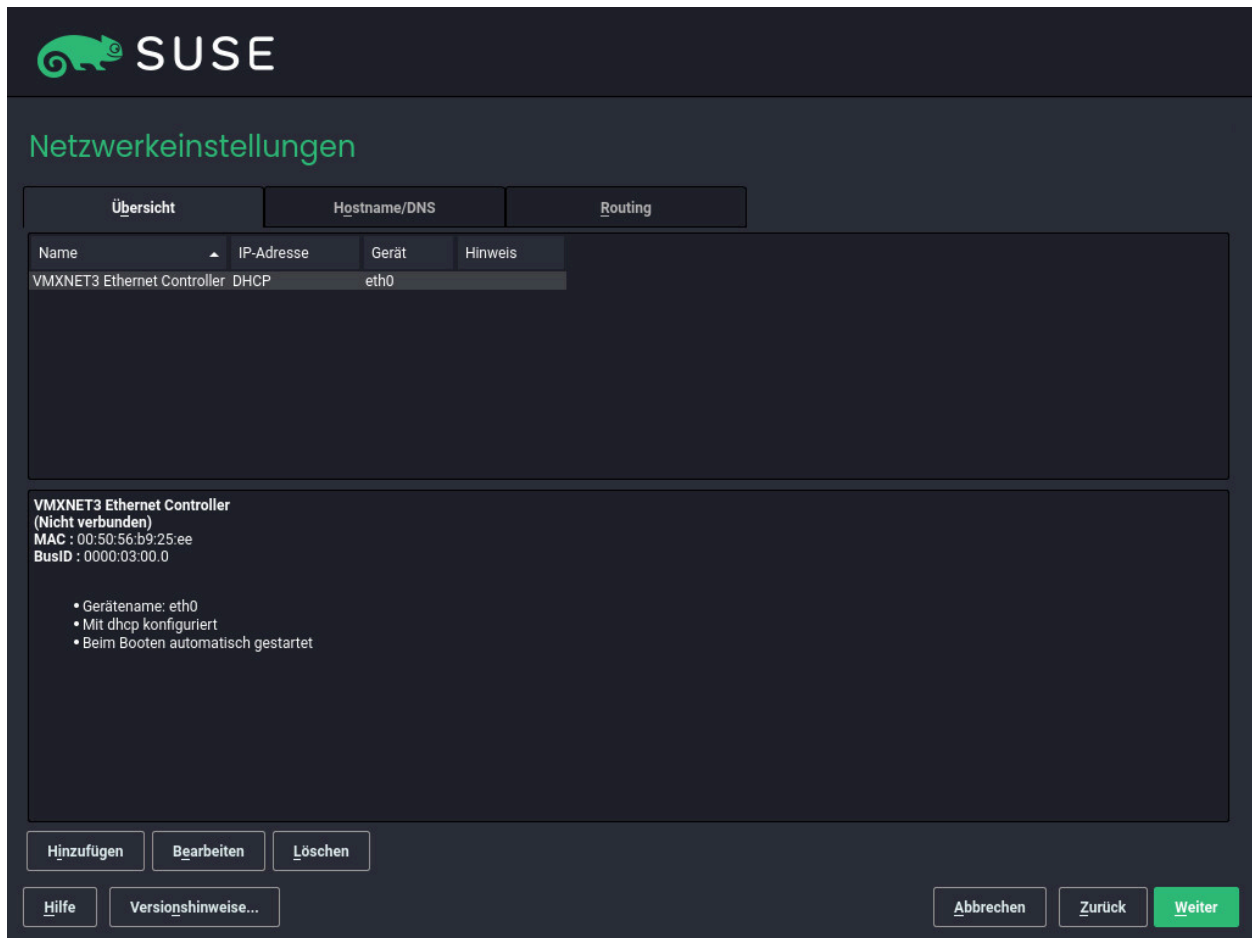 SUSE
Netzwerkeinstellungen
Übersicht Hostname/DNS Routing
Name IP-Adresse Gerät Hinweis
VMXNET3 Ethernet Controller DHCP eth0
VMXNET3 Ethernet Controller
(Nicht verbunden)
MAC : 00:50:56:b9:25:ee
BusID : 0000:03:00.0
• Gerätename: eth0
• Mit dhcp konfiguriert
• Beim Booten automatisch gestartet
Hinzufügen Bearbeiten Löschen
Hilfe Versionshinweise... Abbrechen Zurück Weiter